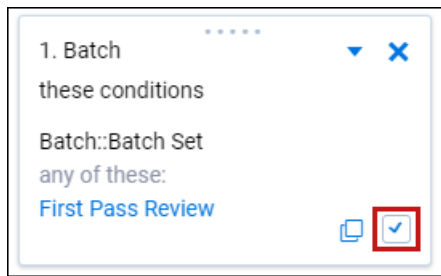 1. Batch
these conditions
Batch::Batch Set
any of these:
First Pass Review